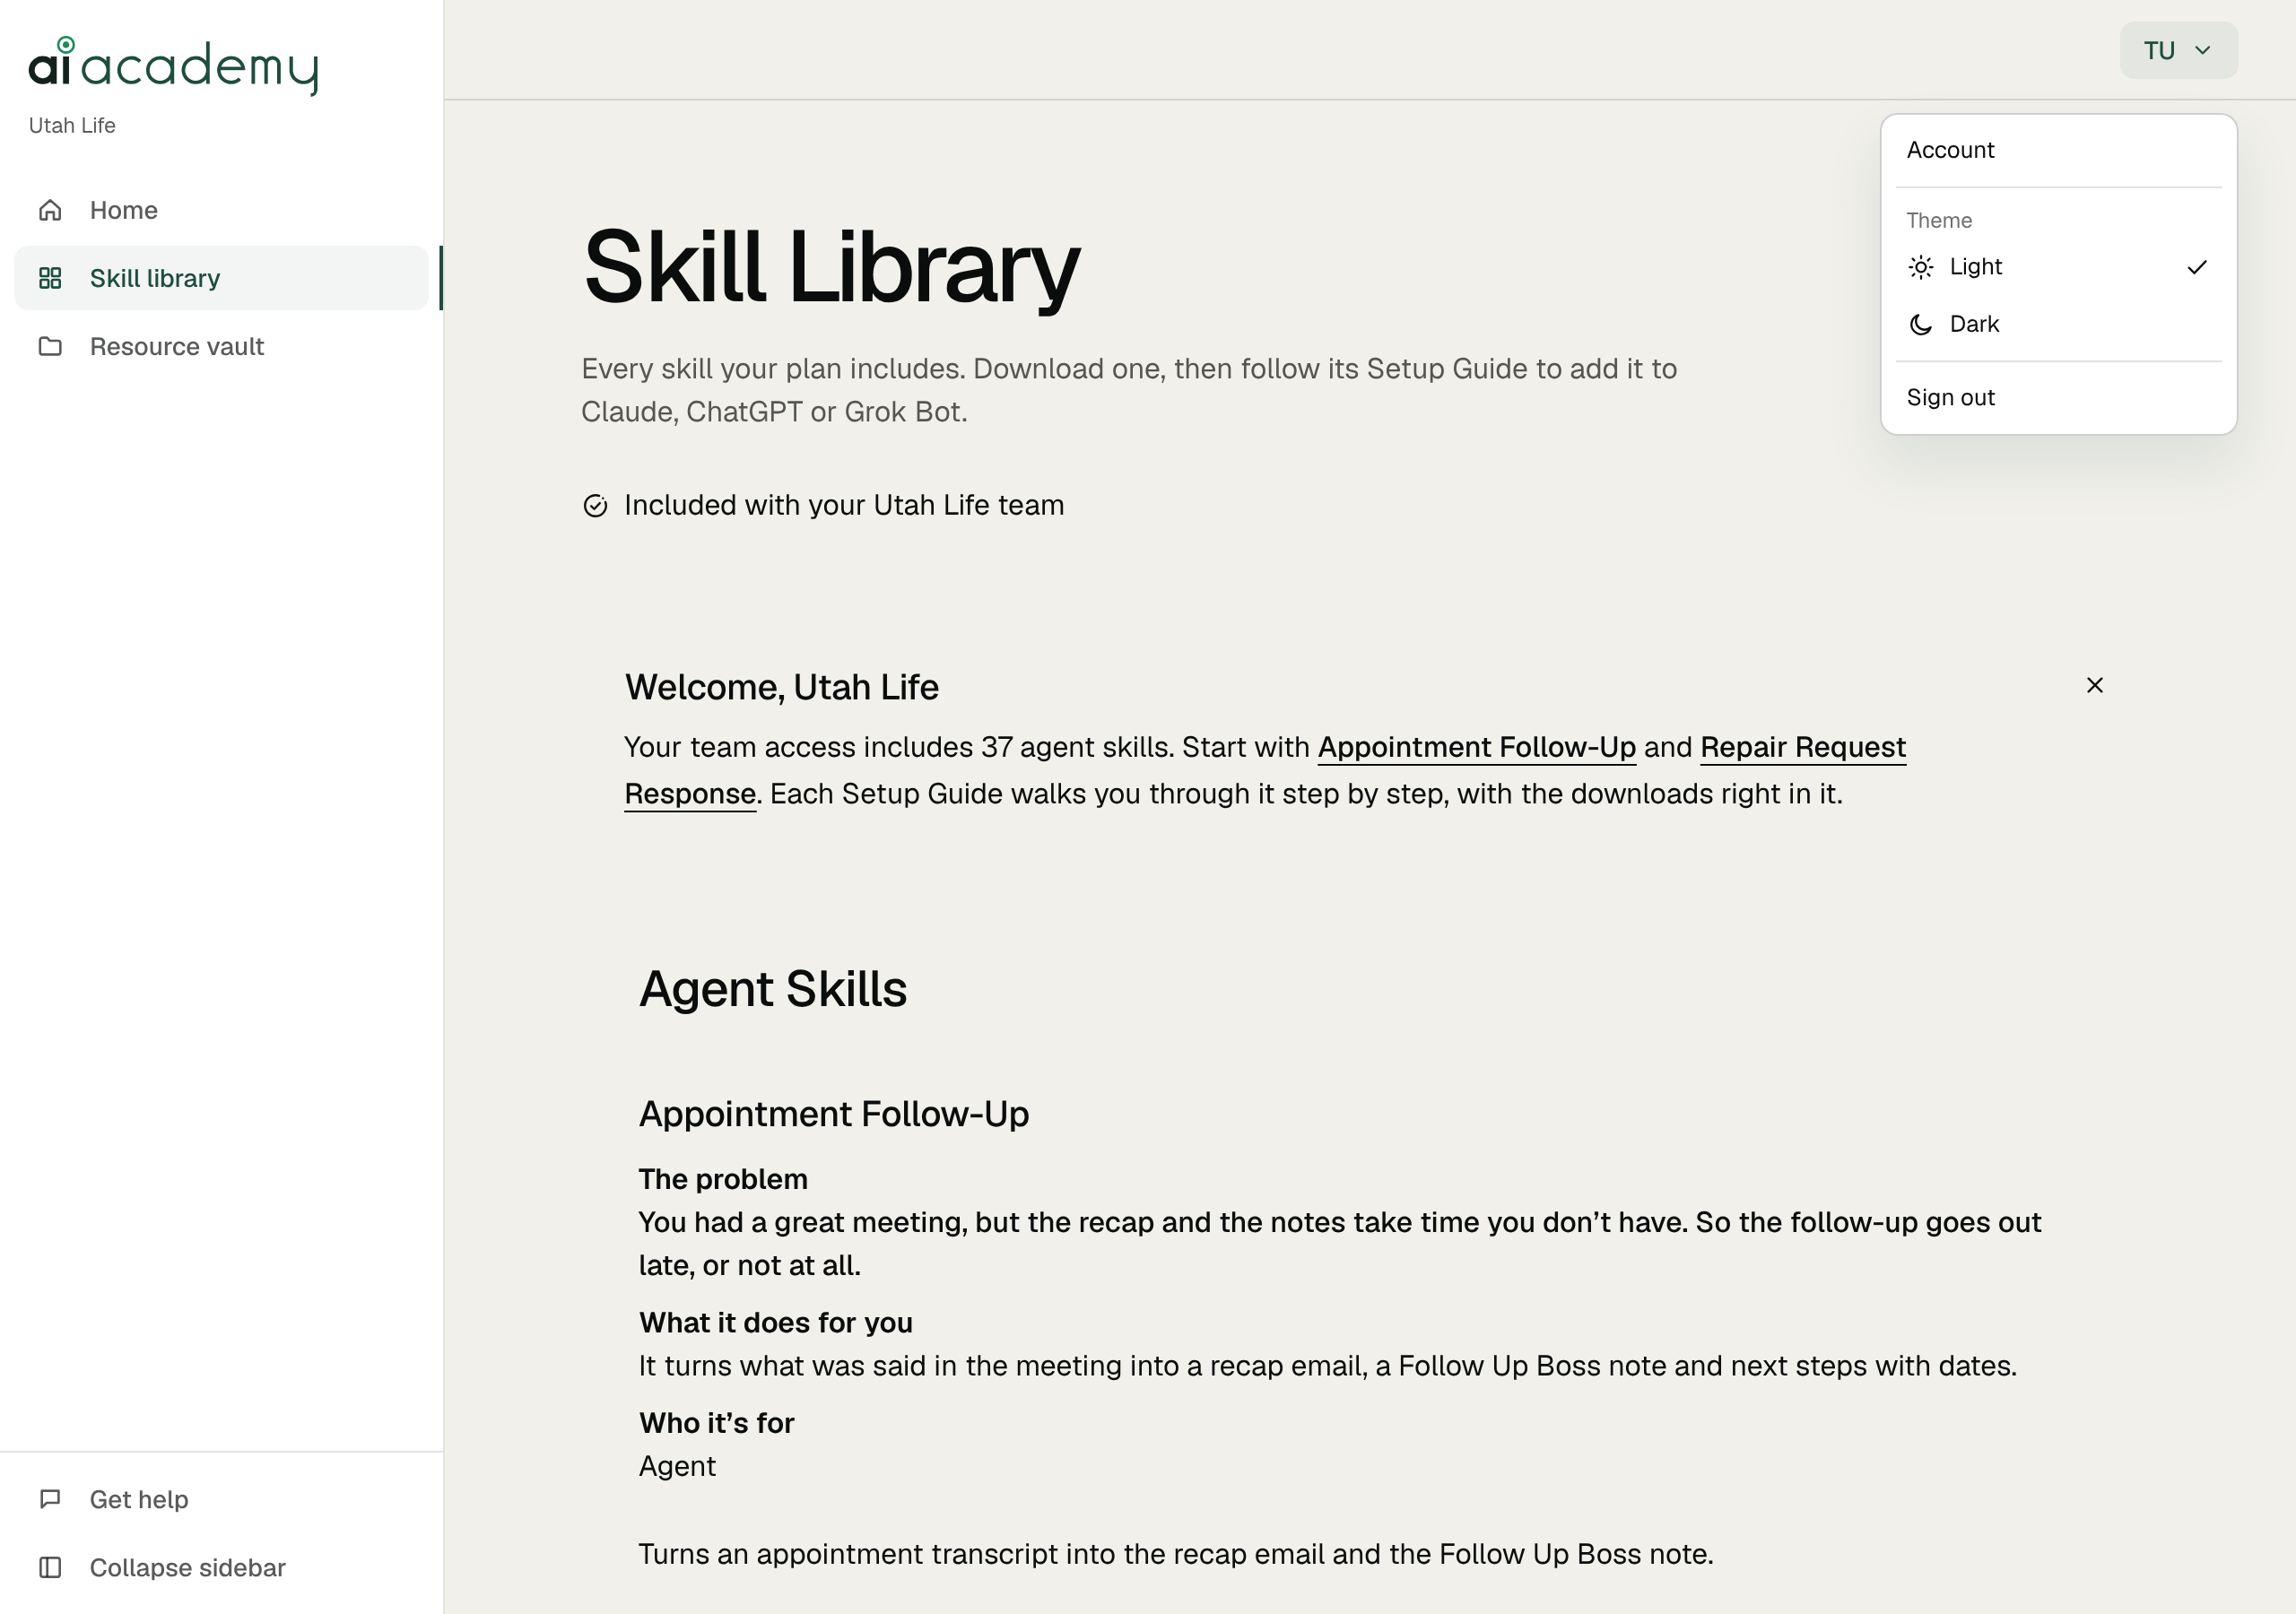 ai academy
Utah Life
Home
Skill library
Resource vault
Get help
Collapse sidebar
TU
Account
Theme
Light
Dark
Sign out
Skill Library
Every skill your plan includes. Download one, then follow its Setup Guide to add it to
Claude, ChatGPT or Grok Bot.
Included with your Utah Life team
Welcome, Utah Life
Your team access includes 37 agent skills. Start with Appointment Follow-Up and Repair Request
Response. Each Setup Guide walks you through it step by step, with the downloads right in it.
Agent Skills
Appointment Follow-Up
The problem
You had a great meeting, but the recap and the notes take time you don’t have. So the follow-up goes out
late, or not at all.
What it does for you
It turns what was said in the meeting into a recap email, a Follow Up Boss note and next steps with dates.
Who it’s for
Agent
Turns an appointment transcript into the recap email and the Follow Up Boss note.